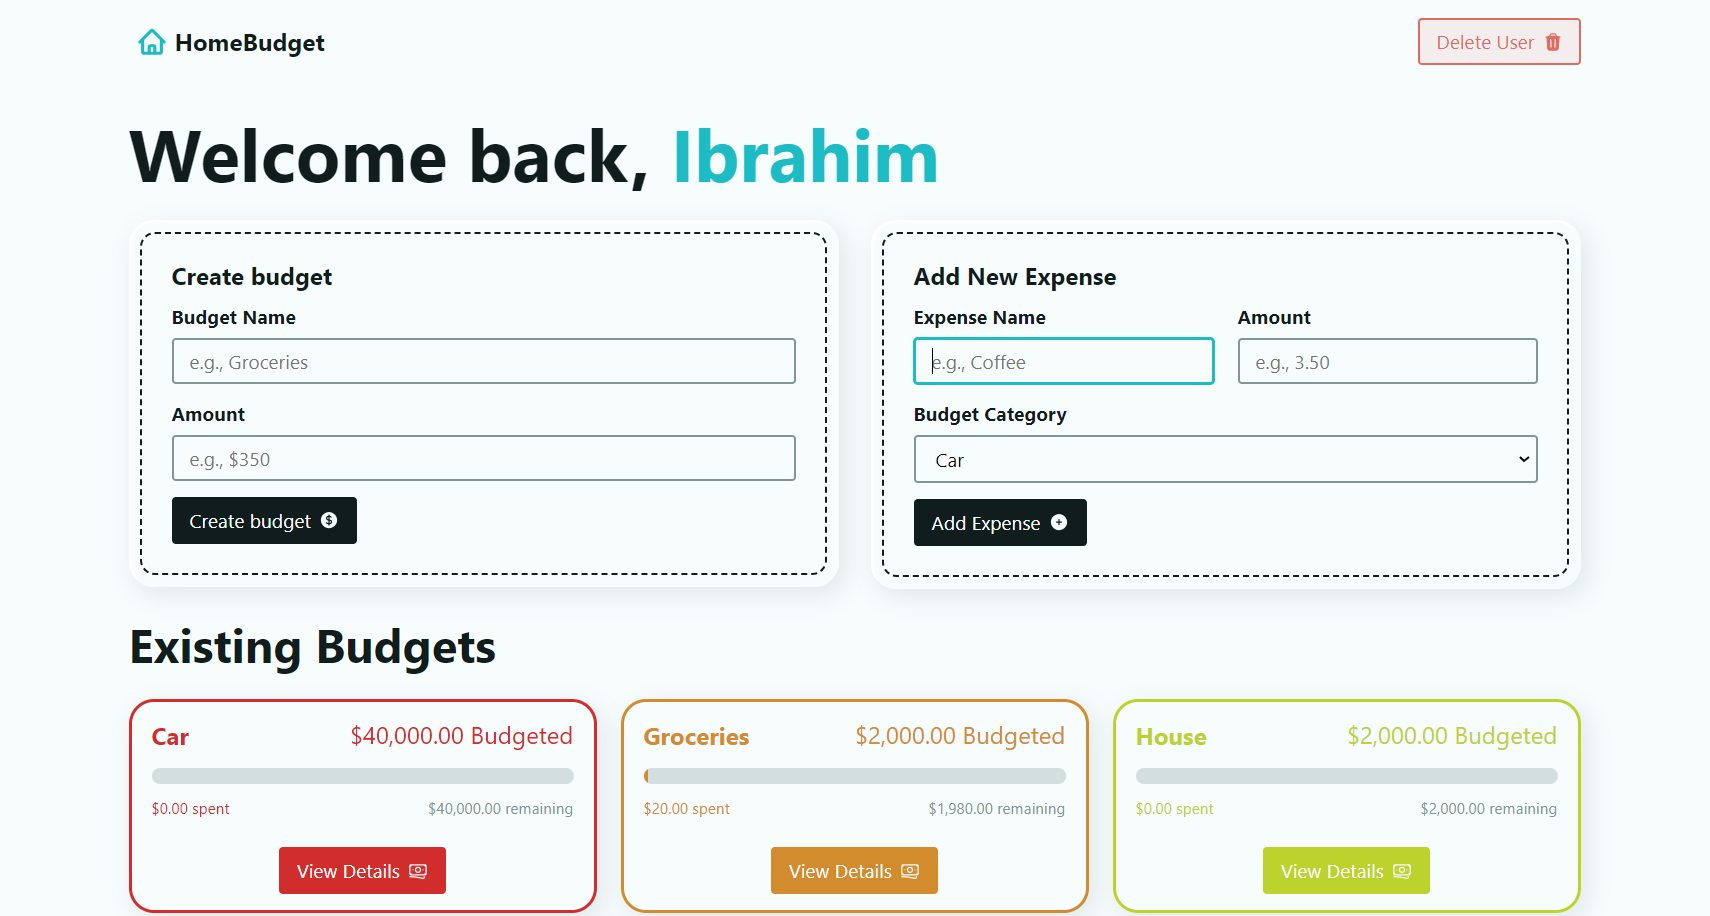 HomeBudget
Delete User
Welcome back, Ibrahim
Create budget
Budget Name
e.g., Groceries
Amount
e.g., $350
Create budget
Add New Expense
Expense Name
Amount
e.g., Coffee
e.g., 3.50
Budget Category
Car
Add Expense
Existing Budgets
Car
$40,000.00 Budgeted
$0.00 spent
$40,000.00 remaining
View Details
Groceries
$2,000.00 Budgeted
$20.00 spent
$1,980.00 remaining
View Details
House
$2,000.00 Budgeted
$0.00 spent
$2,000.00 remaining
View Details